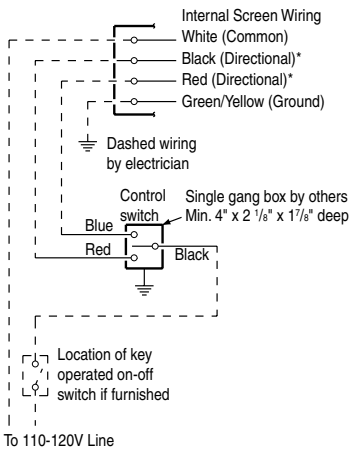 Internal Screen Wiring
White (Common)
Black (Directional)*
Red (Directional)*
Green/Yellow (Ground)
Dashed wiring
by electrician
Control
switch
Single gang box by others
Min. 4" x 2 1/8" x 17/8" deep
Blue
Red
Black
Location of key
operated on-off
switch if furnished
To 110-120V Line